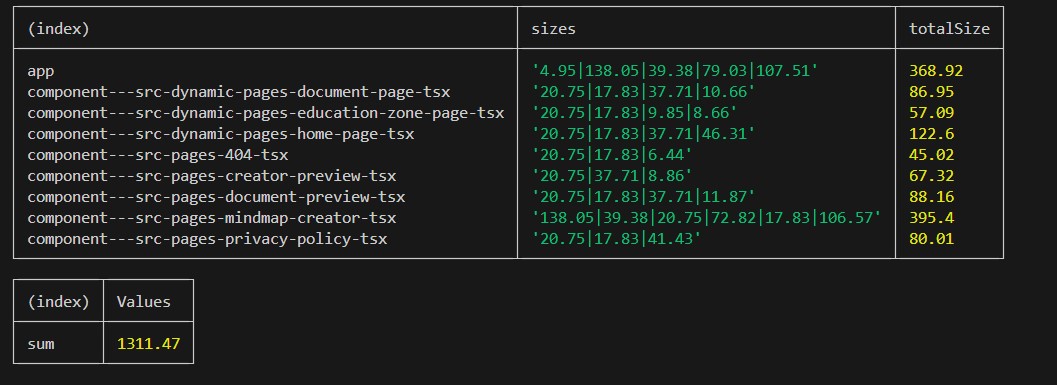 (index) sizes totalSize
app '4.95|138.05|39.38|79.03|107.51' 368.92
component---src-dynamic-pages-document-page-tsx '20.75|17.83|37.71|10.66' 86.95
component---src-dynamic-pages-education-zone-page-tsx '20.75|17.83|9.85|8.66' 57.09
component---src-dynamic-pages-home-page-tsx '20.75|17.83|37.71|46.31' 122.6
component---src-pages-404-tsx '20.75|17.83|6.44' 45.02
component---src-pages-creator-preview-tsx '20.75|37.71|8.86' 67.32
component---src-pages-document-preview-tsx '20.75|17.83|37.71|11.87' 88.16
component---src-pages-mindmap-creator-tsx '138.05|39.38|20.75|72.82|17.83|106.57' 395.4
component---src-pages-privacy-policy-tsx '20.75|17.83|41.43' 80.01
(index) Values
sum 1311.47